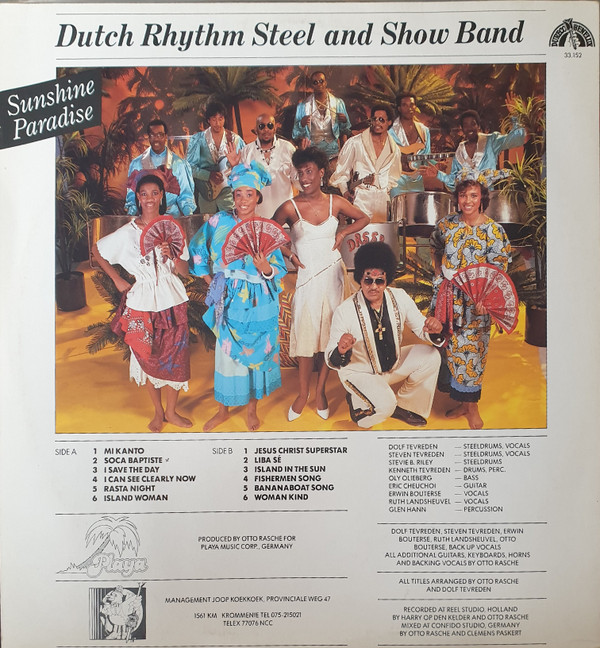 Dutch Rhythm Steel and Show Band
33.152
Sunshine
Paradise
SIDE A
1 MI KANTO
2 SOCA BAPTISTE
3 I SAVE THE DAY
4 I CAN SEE CLEARLY NOW
5 RASTA NIGHT
6 ISLAND WOMAN
SIDE B
1 JESUS CHRIST SUPERSTAR
2 LIBA SÉ
3 ISLAND IN THE SUN
4 FISHERMEN SONG
5 BANANABOAT SONG
6 WOMAN KIND
DOLF TEVREDEN — STEELDRUMS, VOCALS
STEVEN TEVREDEN — STEELDRUMS, VOCALS
STEVIE B. RILEY — STEELDRUMS
KENNETH TEVREDEN — DRUMS, PERC.
OLY OLIEBERG — BASS
ERIC CHEUCHOI — GUITAR
ERWIN BOUTERSE — VOCALS
RUTH LANDSHEUVEL — VOCALS
GLEN HANN — PERCUSSION
Playa
PRODUCED BY OTTO RASCHE FOR
PLAYA MUSIC CORP., GERMANY
DOLF TEVREDEN, STEVEN TEVREDEN, ERWIN
BOUTERSE, RUTH LANDSHEUVEL, OTTO
BOUTERSE, BACK UP VOCALS
ALL ADDITIONAL GUITARS, KEYBOARDS, HORNS
AND BACKING VOCALS BY OTTO RASCHE
ALL TITLES ARRANGED BY OTTO RASCHE
AND DOLF TEVREDEN
MANAGEMENT JOOP KOEKKOEK, PROVINCIALE WEG 47
1561 KM KROMMENIE TEL 075-215021
TELEX 77076 NCC
RECORDED AT REEL STUDIO, HOLLAND
BY HARRY OP DEN KELDER AND OTTO RASCHE
MIXED AT CONFIDO STUDIO, GERMANY
BY OTTO RASCHE AND CLEMENS PASKERT